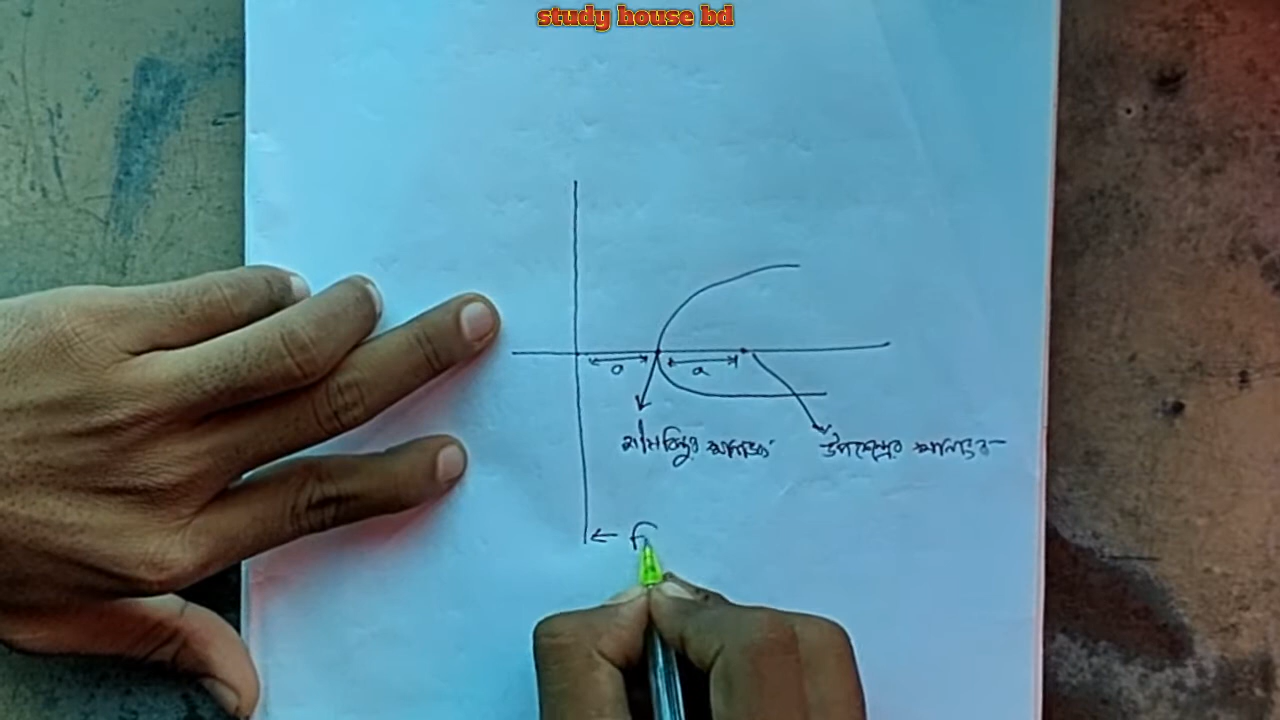 study house bd
a a
শীর্ষবিন্দুর স্থানাঙ্ক উপকেন্দ্রের স্থানাঙ্ক
←